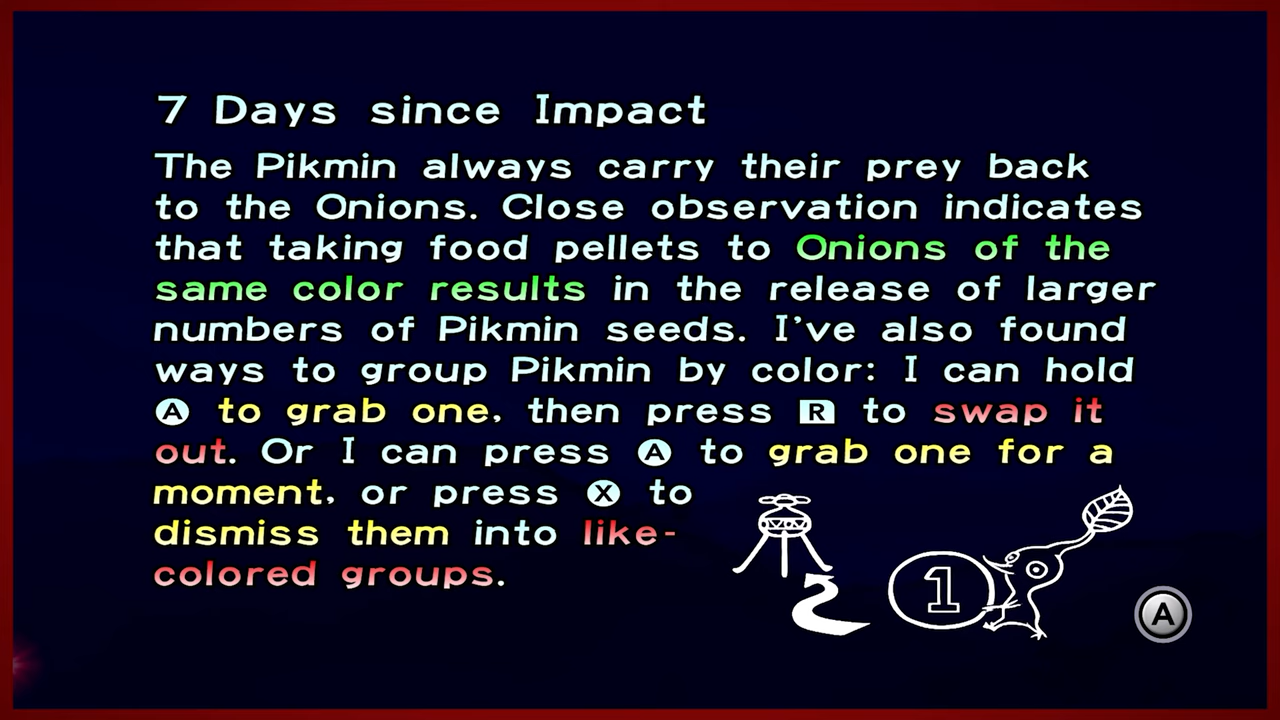 7 Days since Impact
The Pikmin always carry their prey back
to the Onions. Close observation indicates
that taking food pellets to Onions of the
same color results in the release of larger
numbers of Pikmin seeds. I've also found
ways to group Pikmin by color: I can hold
A to grab one, then press R to swap it
out. Or I can press A to grab one for a
moment, or press X to
dismiss them into like-
colored groups.
1
A